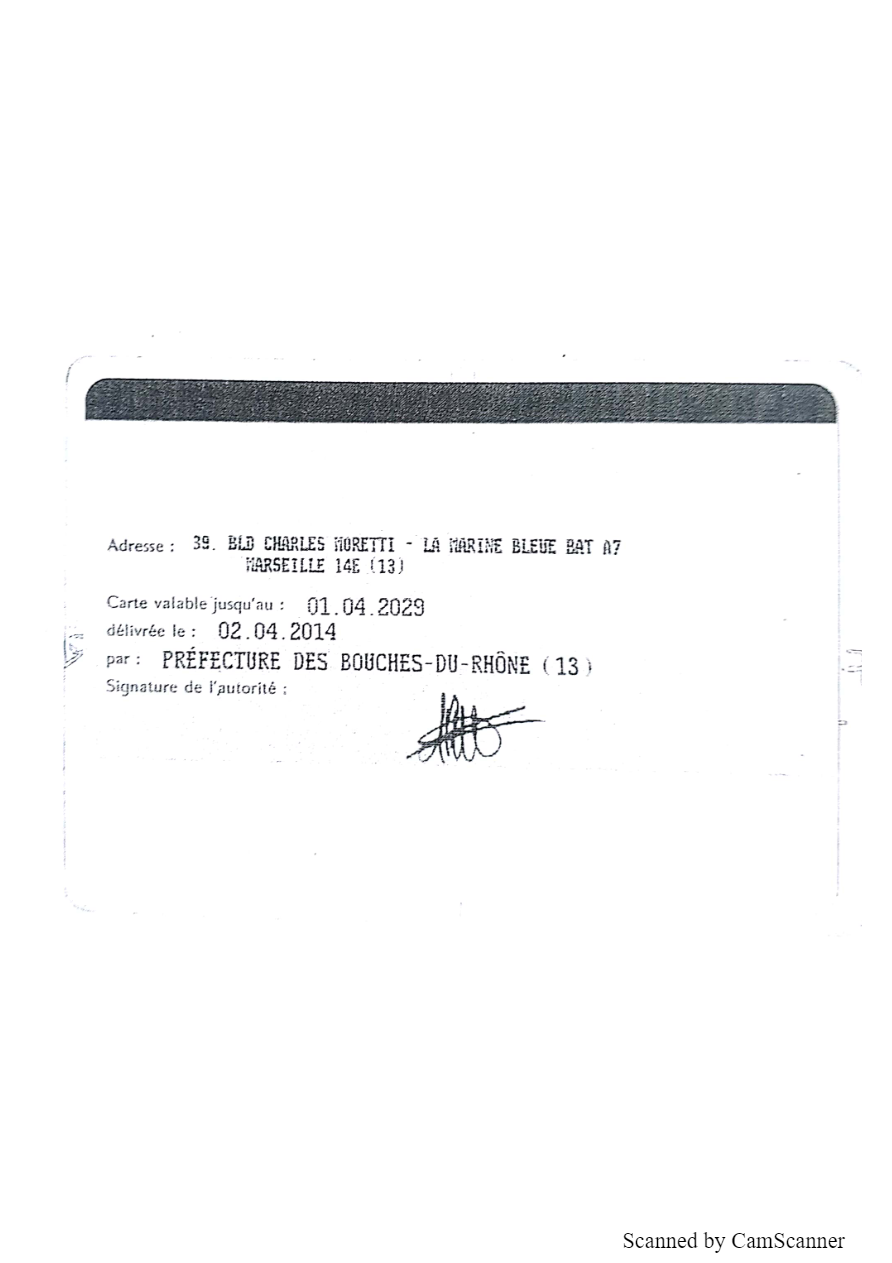 Adresse : 39. BLD CHARLES MORETTI - LA MARINE BLEUE BAT A7
MARSEILLE 14E (13)
Carte valable jusqu'au : 01.04.2029
délivrée le : 02.04.2014
par : PRÉFECTURE DES BOUCHES-DU-RHÔNE (13)
Signature de l'autorité :
Scanned by CamScanner